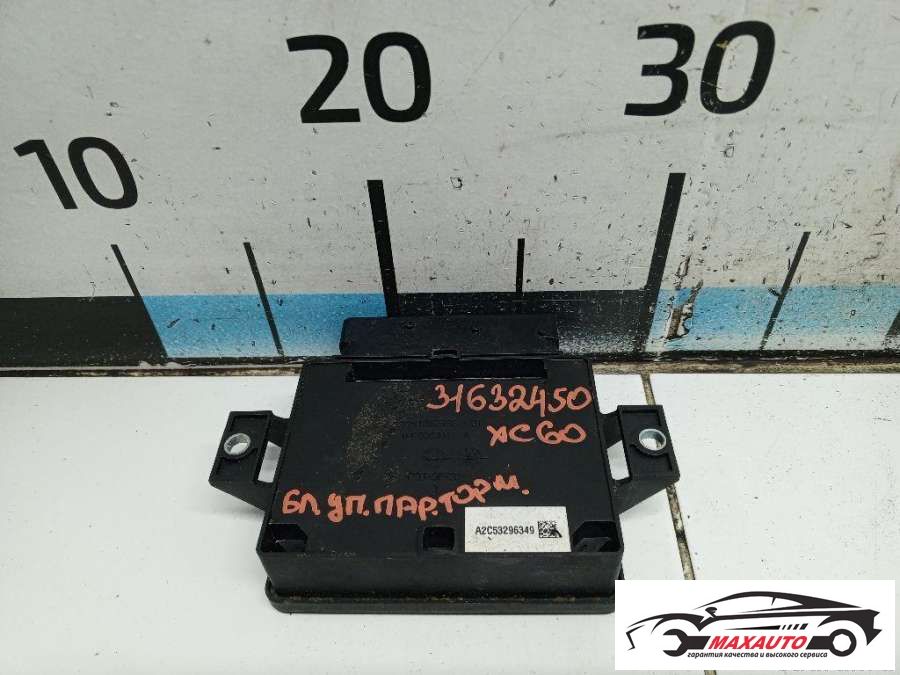 10 20 30
31632450
XC60
БЛ. УП. ПАР. ТОРМ.
A2C53296349
MAXAUTO
гарантия качества и высокого сервиса